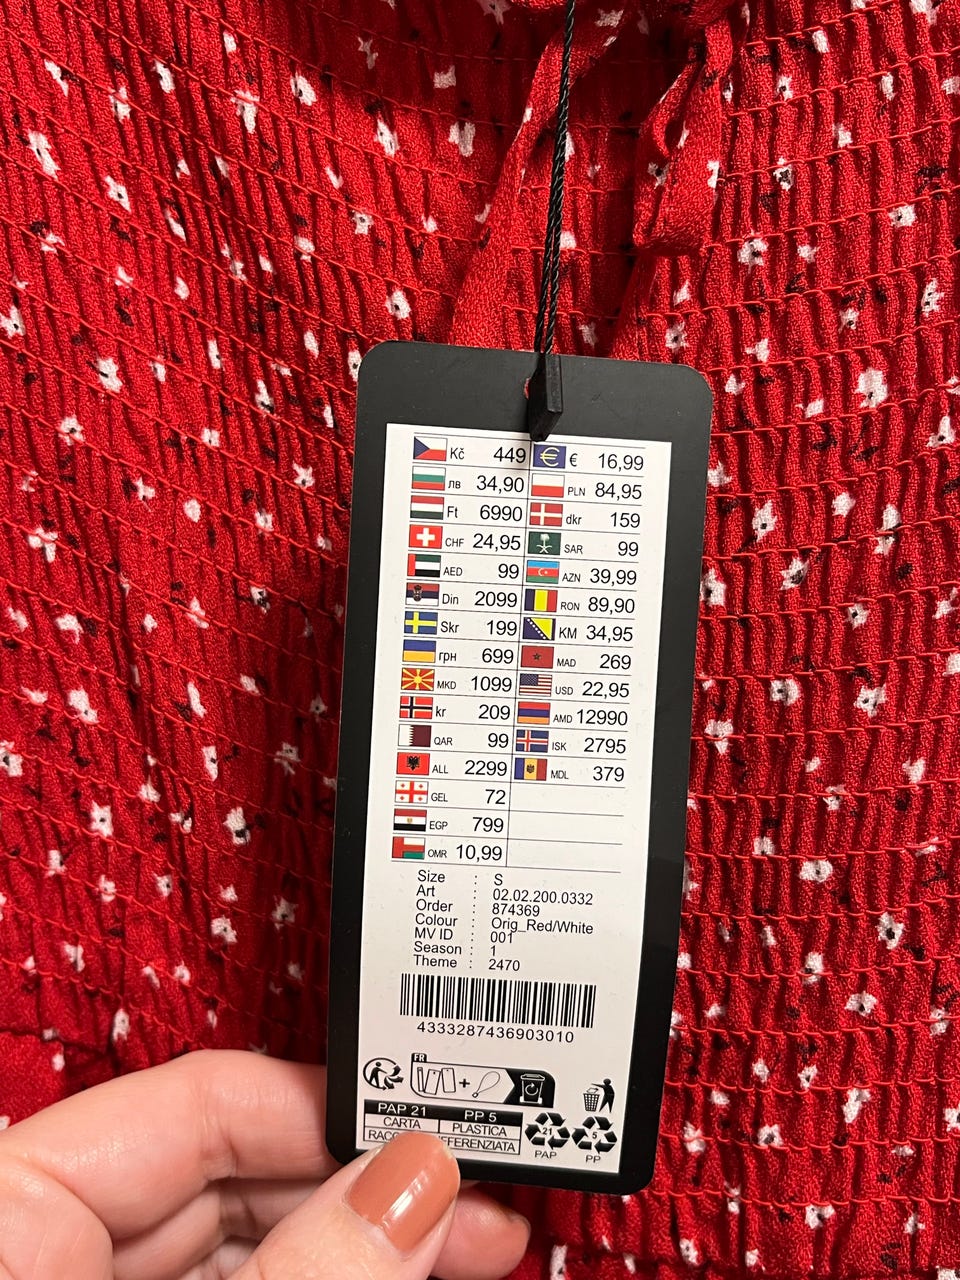 Kč 449 € 16,99
лв 34,90 PLN 84,95
Ft 6990 dkr 159
CHF 24,95 SAR 99
AED 99 AZN 39,99
Din 2099 RON 89,90
Skr 199 KM 34,95
грн 699 MAD 269
MKD 1099 USD 22,95
kr 209 AMD 12990
QAR 99 ISK 2795
ALL 2299 MDL 379
GEL 72
EGP 799
OMR 10,99
Size : S
Art : 02.02.200.0332
Order : 874369
Colour : Orig_Red/White
MV ID : 001
Season : 1
Theme : 2470
4333287436903010
FR
+
PAP 21 PP 5
CARTA PLASTICA
21 5
PAP PP